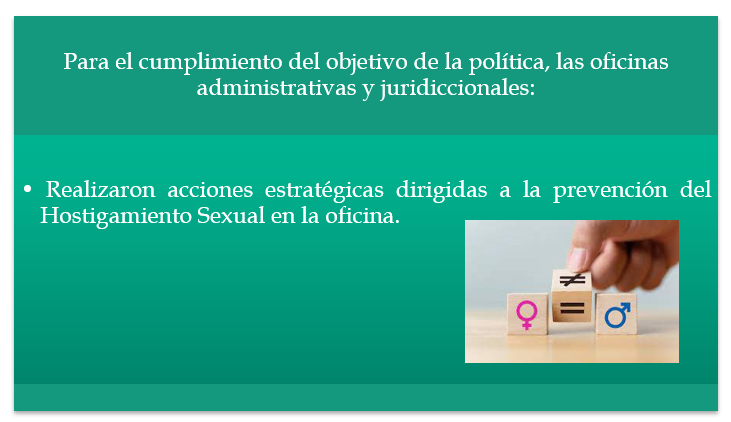 Para el cumplimiento del objetivo de la política, las oficinas
administrativas y juridiccionales:
• Realizaron acciones estratégicas dirigidas a la prevención del
Hostigamiento Sexual en la oficina.